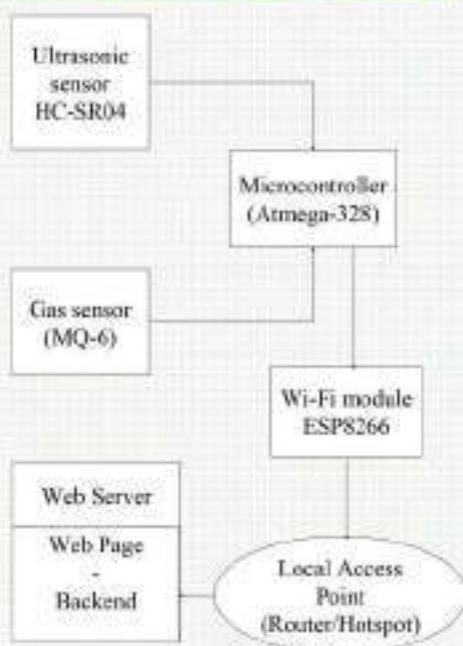 Ultrasonic
sensor
HC-SR04
Microcontroller
(Atmega-328)
Gas sensor
(MQ-6)
Wi-Fi module
ESP8266
Web Server
Web Page
-
Backend
Local Access
Point
(Router/Hotspot)